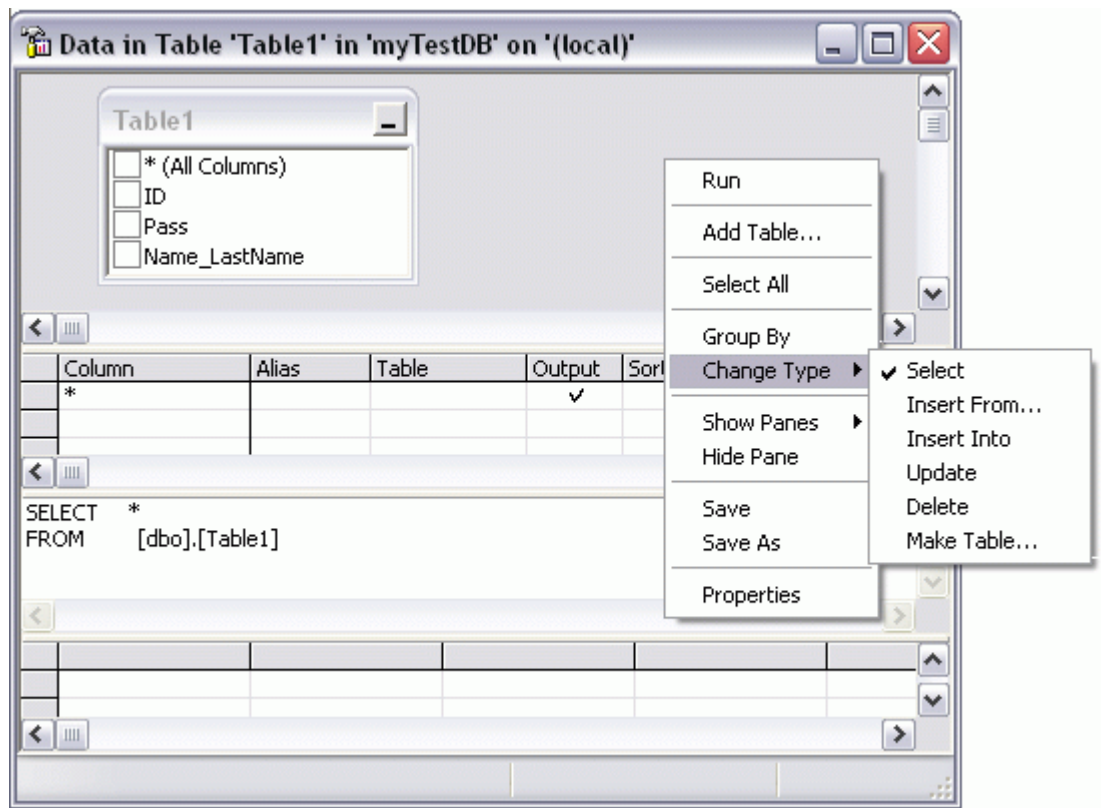 Data in Table 'Table1' in 'myTestDB' on '(local)'
Table1
* (All Columns)
ID
Pass
Name_LastName
Run
Add Table...
Select All
Group By
Change Type
Show Panes
Hide Pane
Save
Save As
Properties
Select
Insert From...
Insert Into
Update
Delete
Make Table...
Column Alias Table Output
*
SELECT *
FROM [dbo].[Table1]